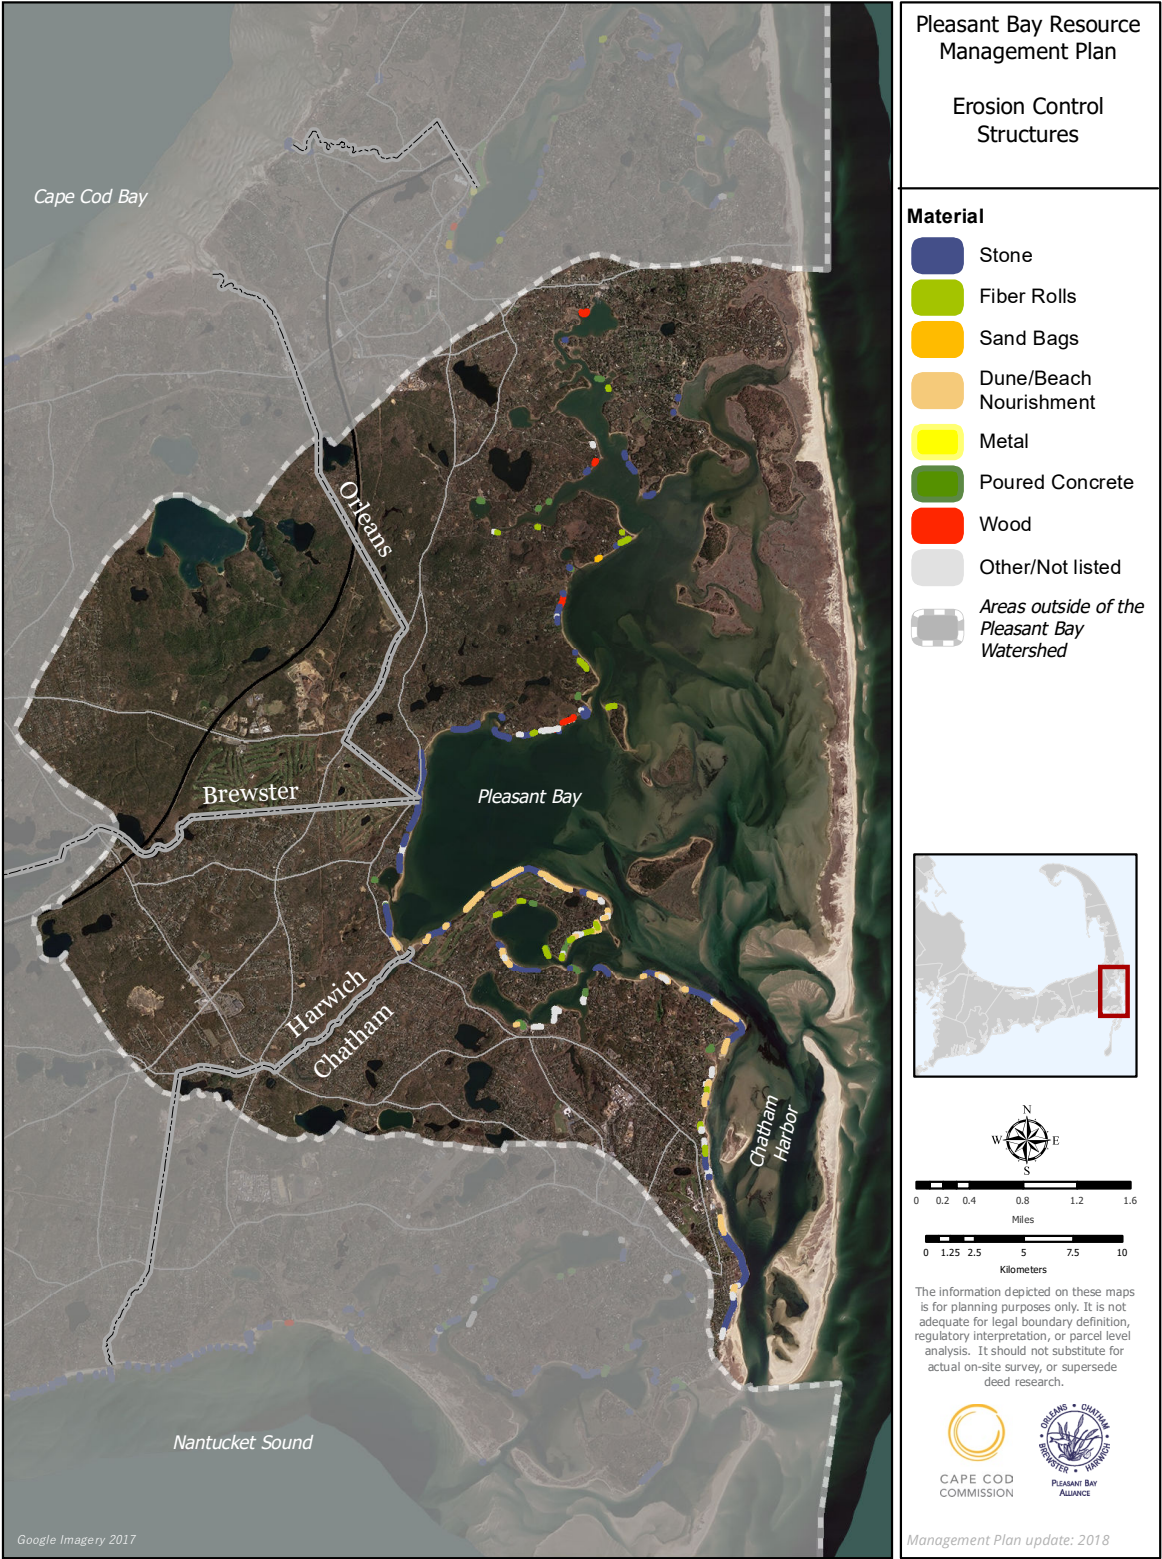 Pleasant Bay Resource
Management Plan
Erosion Control
Structures
Cape Cod Bay
Orleans
Brewster
Pleasant Bay
Harwich
Chatham
Chatham
Harbor
Nantucket Sound
Google Imagery 2017
Material
Stone
Fiber Rolls
Sand Bags
Dune/Beach
Nourishment
Metal
Poured Concrete
Wood
Other/Not listed
Areas outside of the
Pleasant Bay
Watershed
N
W E
S
0 0.2 0.4 0.8 1.2 1.6
Miles
0 1.25 2.5 5 7.5 10
Kilometers
The information depicted on these maps
is for planning purposes only. It is not
adequate for legal boundary definition,
regulatory interpretation, or parcel level
analysis. It should not substitute for
actual on-site survey, or supersede
deed research.
CAPE COD
COMMISSION
ORLEANS • CHATHAM
BREWSTER • HARWICH
PLEASANT BAY
ALLIANCE
Management Plan update: 2018